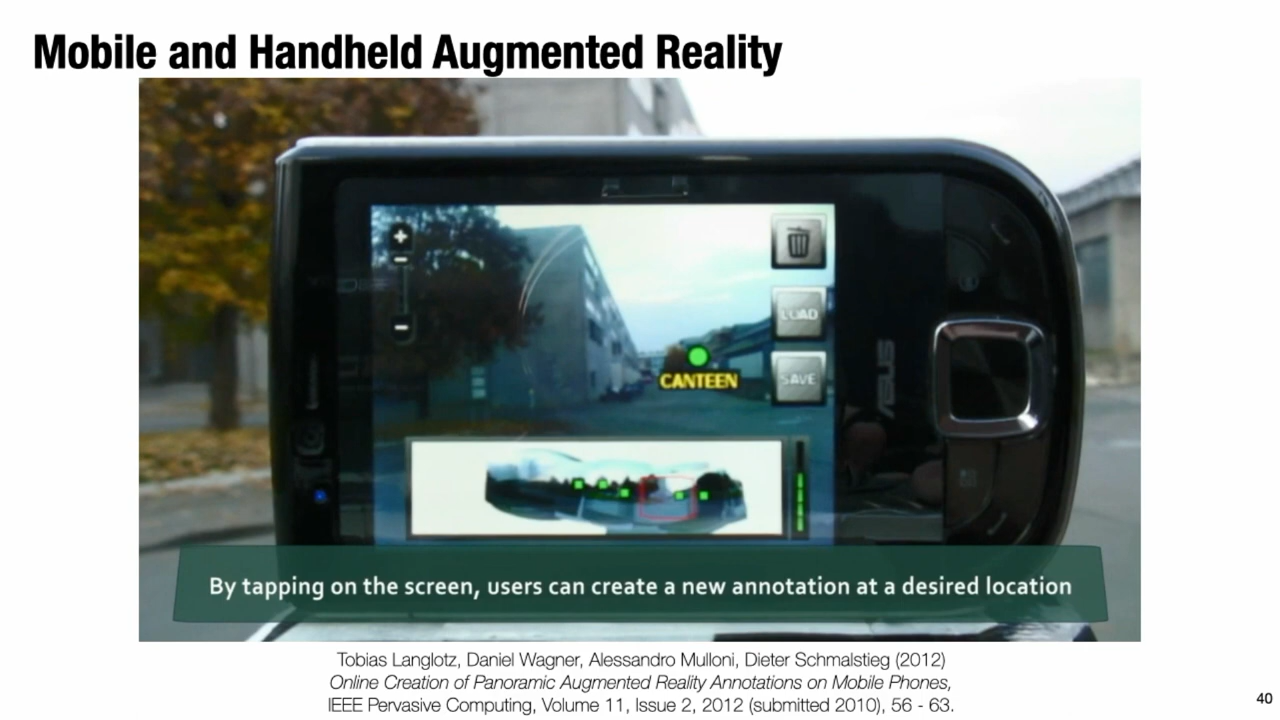 Mobile and Handheld Augmented Reality
LOAD
CANTEEN
SAVE
ASUS
By tapping on the screen, users can create a new annotation at a desired location
Tobias Langlotz, Daniel Wagner, Alessandro Mulloni, Dieter Schmalstieg (2012)
Online Creation of Panoramic Augmented Reality Annotations on Mobile Phones,
IEEE Pervasive Computing, Volume 11, Issue 2, 2012 (submitted 2010), 56 - 63.
40